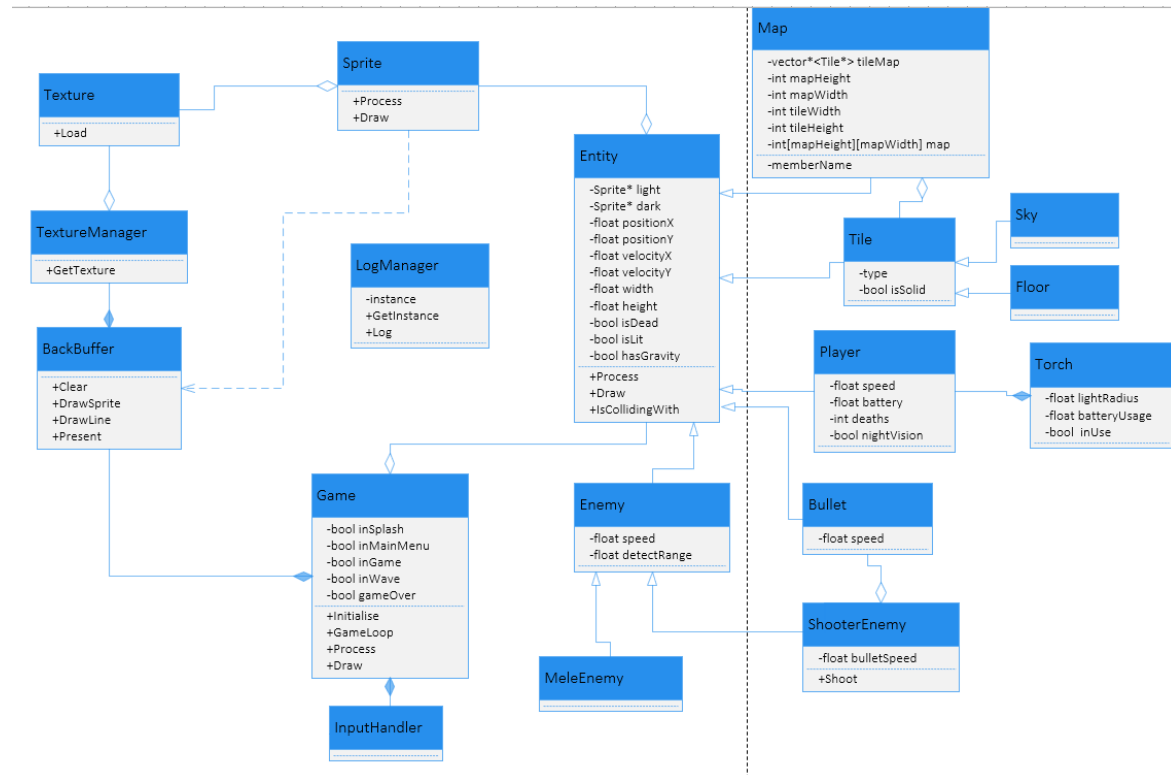 Texture
+Load
Sprite
+Process
+Draw
TextureManager
+GetTexture
LogManager
-instance
+GetInstance
+Log
BackBuffer
+Clear
+DrawSprite
+DrawLine
+Present
Entity
-Sprite* light
-Sprite* dark
-float positionX
-float positionY
-float velocityX
-float velocityY
-float width
-float height
-bool isDead
-bool isLit
-bool hasGravity
+Process
+Draw
+IsCollidingWith
Game
-bool inSplash
-bool inMainMenu
-bool inGame
-bool inWave
-bool gameOver
+Initialise
+GameLoop
+Process
+Draw
InputHandler
Enemy
-float speed
-float detectRange
MeleEnemy
Map
-vector*<Tile*> tileMap
-int mapHeight
-int mapWidth
-int tileWidth
-int tileHeight
-int[mapHeight][mapWidth] map
-memberName
Tile
-type
-bool isSolid
Sky
Floor
Player
-float speed
-float battery
-int deaths
-bool nightVision
Torch
-float lightRadius
-float batteryUsage
-bool  inUse
Bullet
-float speed
ShooterEnemy
-float bulletSpeed
+Shoot